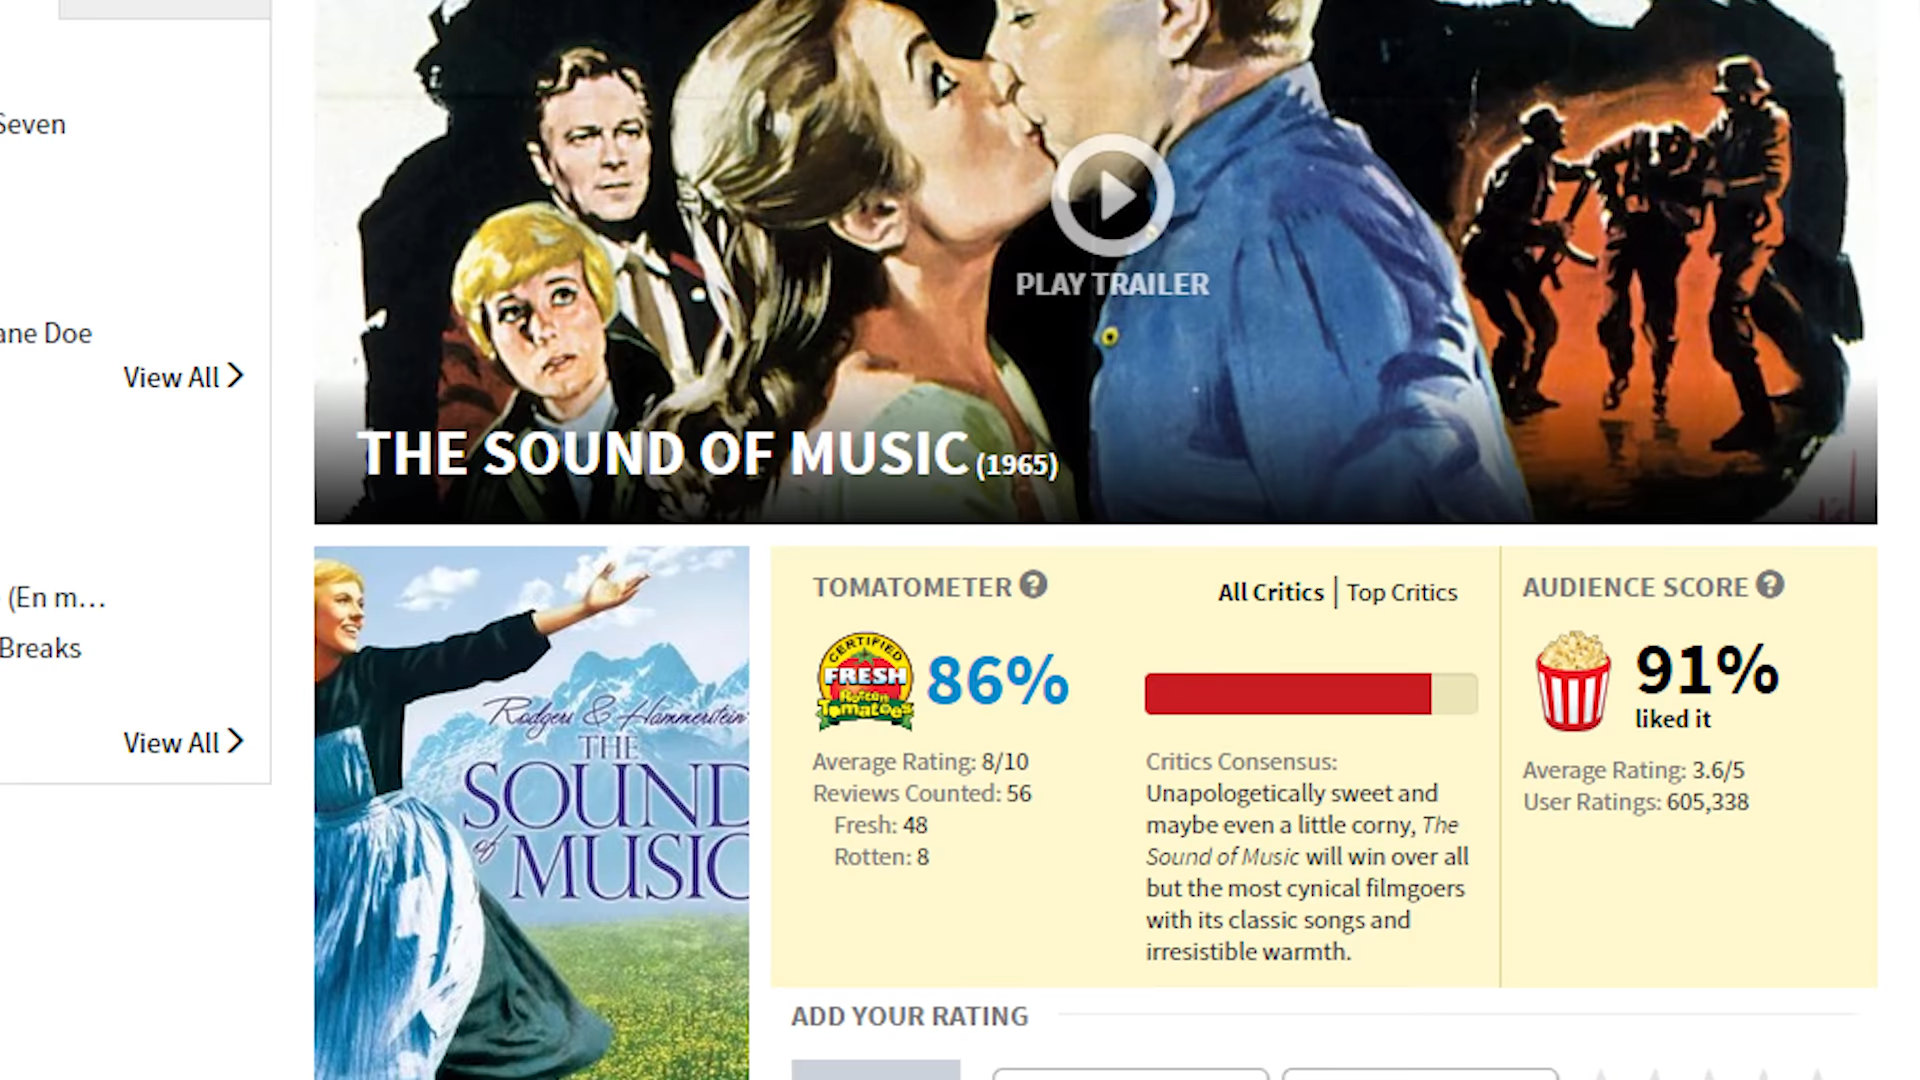 Seven
ane Doe
View All
(En m...
Breaks
View All
PLAY TRAILER
THE SOUND OF MUSIC (1965)
Rodgers & Hammerstein
THE
SOUND
of
MUSIC
TOMATOMETER ?
All Critics | Top Critics
CERTIFIED
FRESH
Rotten
Tomatoes
86%
Average Rating: 8/10
Reviews Counted: 56
Fresh: 48
Rotten: 8
Critics Consensus:
Unapologetically sweet and
maybe even a little corny, The
Sound of Music will win over all
but the most cynical filmgoers
with its classic songs and
irresistible warmth.
AUDIENCE SCORE ?
91%
liked it
Average Rating: 3.6/5
User Ratings: 605,338
ADD YOUR RATING